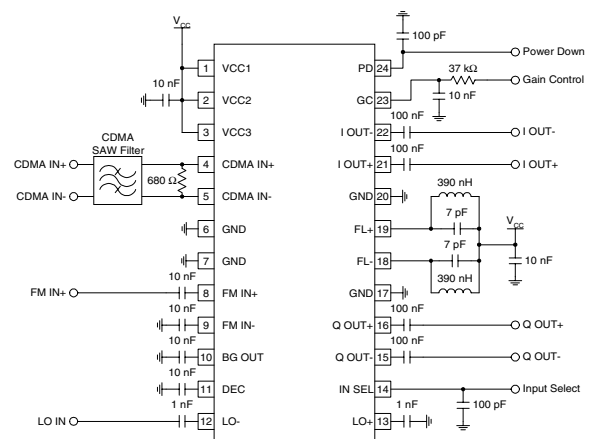 VCC
100 pF
Power Down
1 VCC1
PD 24
37 kΩ
10 nF
Gain Control
2 VCC2
GC 23
10 nF
100 nF
3 VCC3
I OUT- 22
I OUT-
CDMA
SAW Filter
100 nF
CDMA IN+
4 CDMA IN+
I OUT+ 21
I OUT+
680 Ω
390 nH
CDMA IN-
5 CDMA IN-
GND 20
7 pF
VCC
6 GND
FL+ 19
7 pF
7 GND
FL- 18
10 nF
10 nF
390 nH
FM IN+
8 FM IN+
GND 17
10 nF
100 nF
9 FM IN-
Q OUT+ 16
Q OUT+
10 nF
100 nF
10 BG OUT
Q OUT- 15
Q OUT-
10 nF
11 DEC
IN SEL 14
Input Select
1 nF
1 nF
100 pF
LO IN
12 LO-
LO+ 13